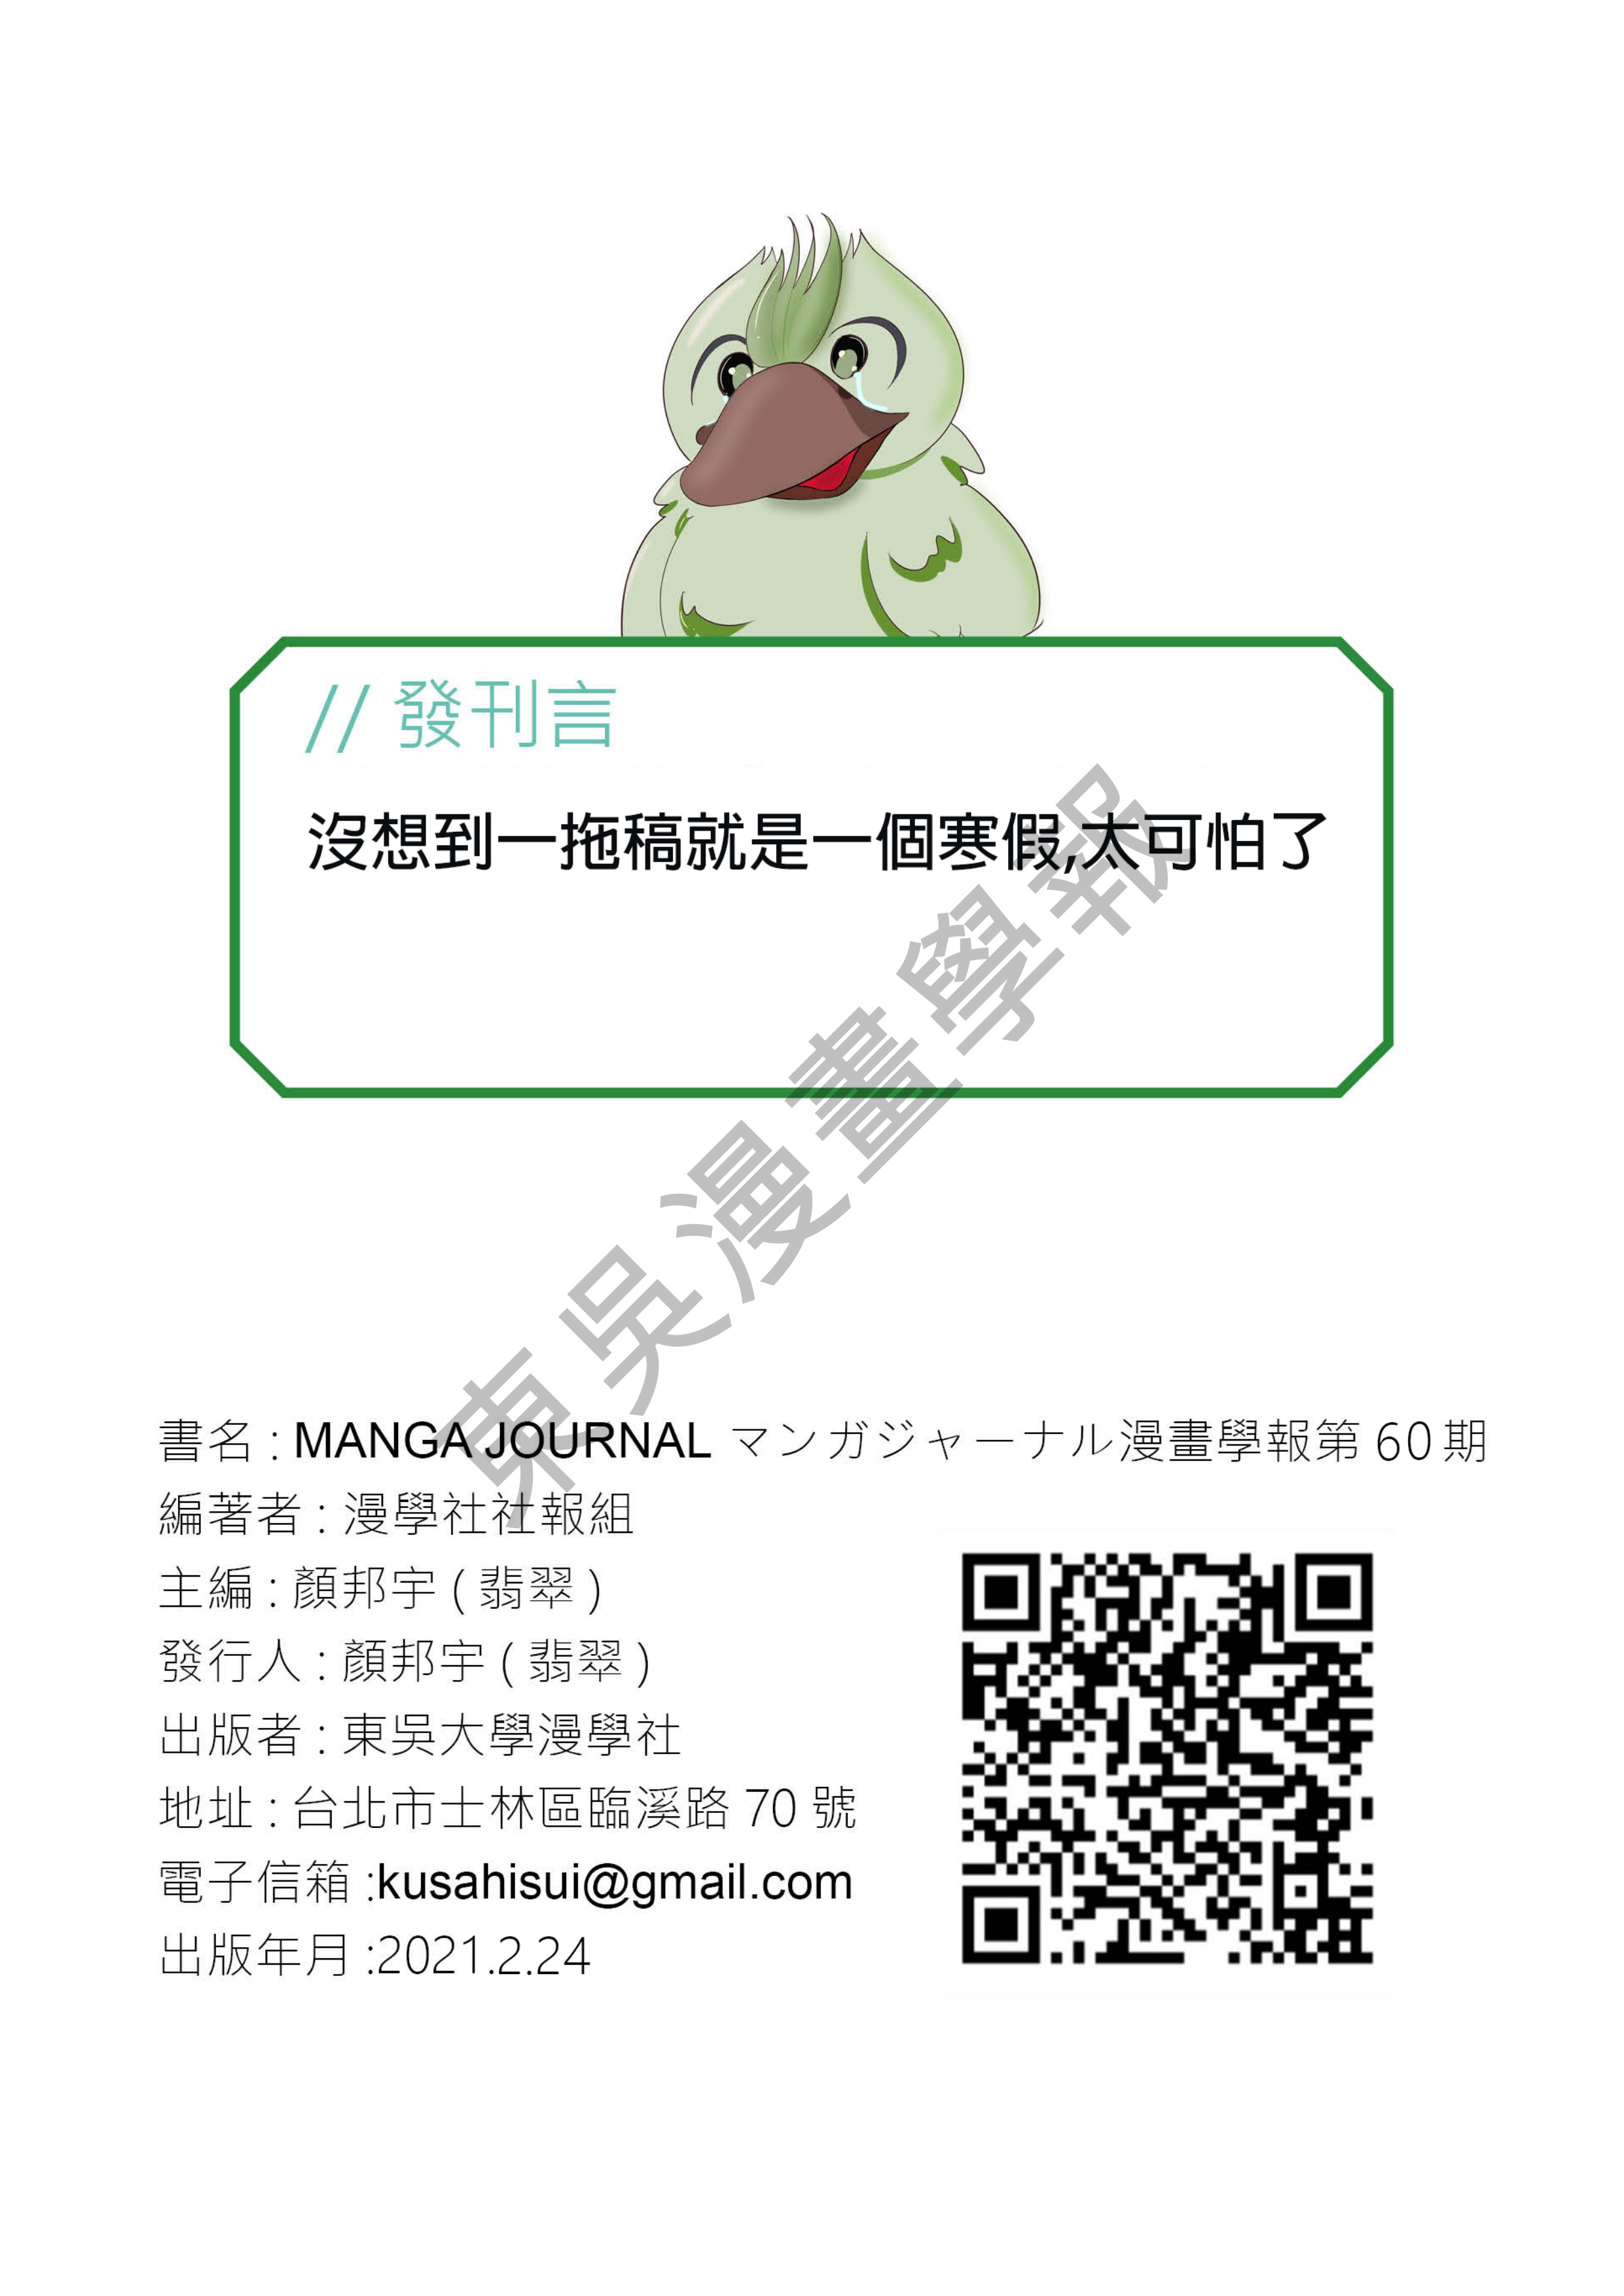 // 發刊言
沒想到一拖稿就是一個寒假,太可怕了
東吳漫畫學報
書名 : MANGA JOURNAL マンガジャーナル漫畫學報第 60 期
編著者 : 漫學社社報組
主編 : 顏邦宇 ( 翡翠 )
發行人 : 顏邦宇 ( 翡翠 )
出版者 : 東吳大學漫學社
地址 : 台北市士林區臨溪路 70 號
電子信箱 :kusahisui@gmail.com
出版年月 :2021.2.24